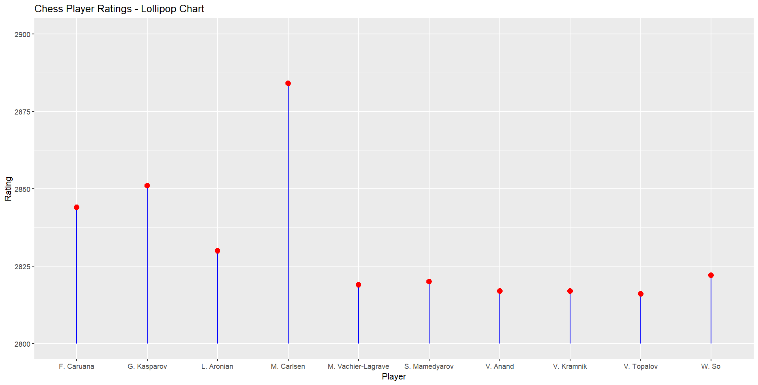 Chess Player Ratings - Lollipop Chart
2900
2875
2850
2825
2800
Rating
F. Caruana G. Kasparov L. Aronian M. Carlsen M. Vachier-Lagrave S. Mamedyarov V. Anand V. Kramnik V. Topalov W. So
Player